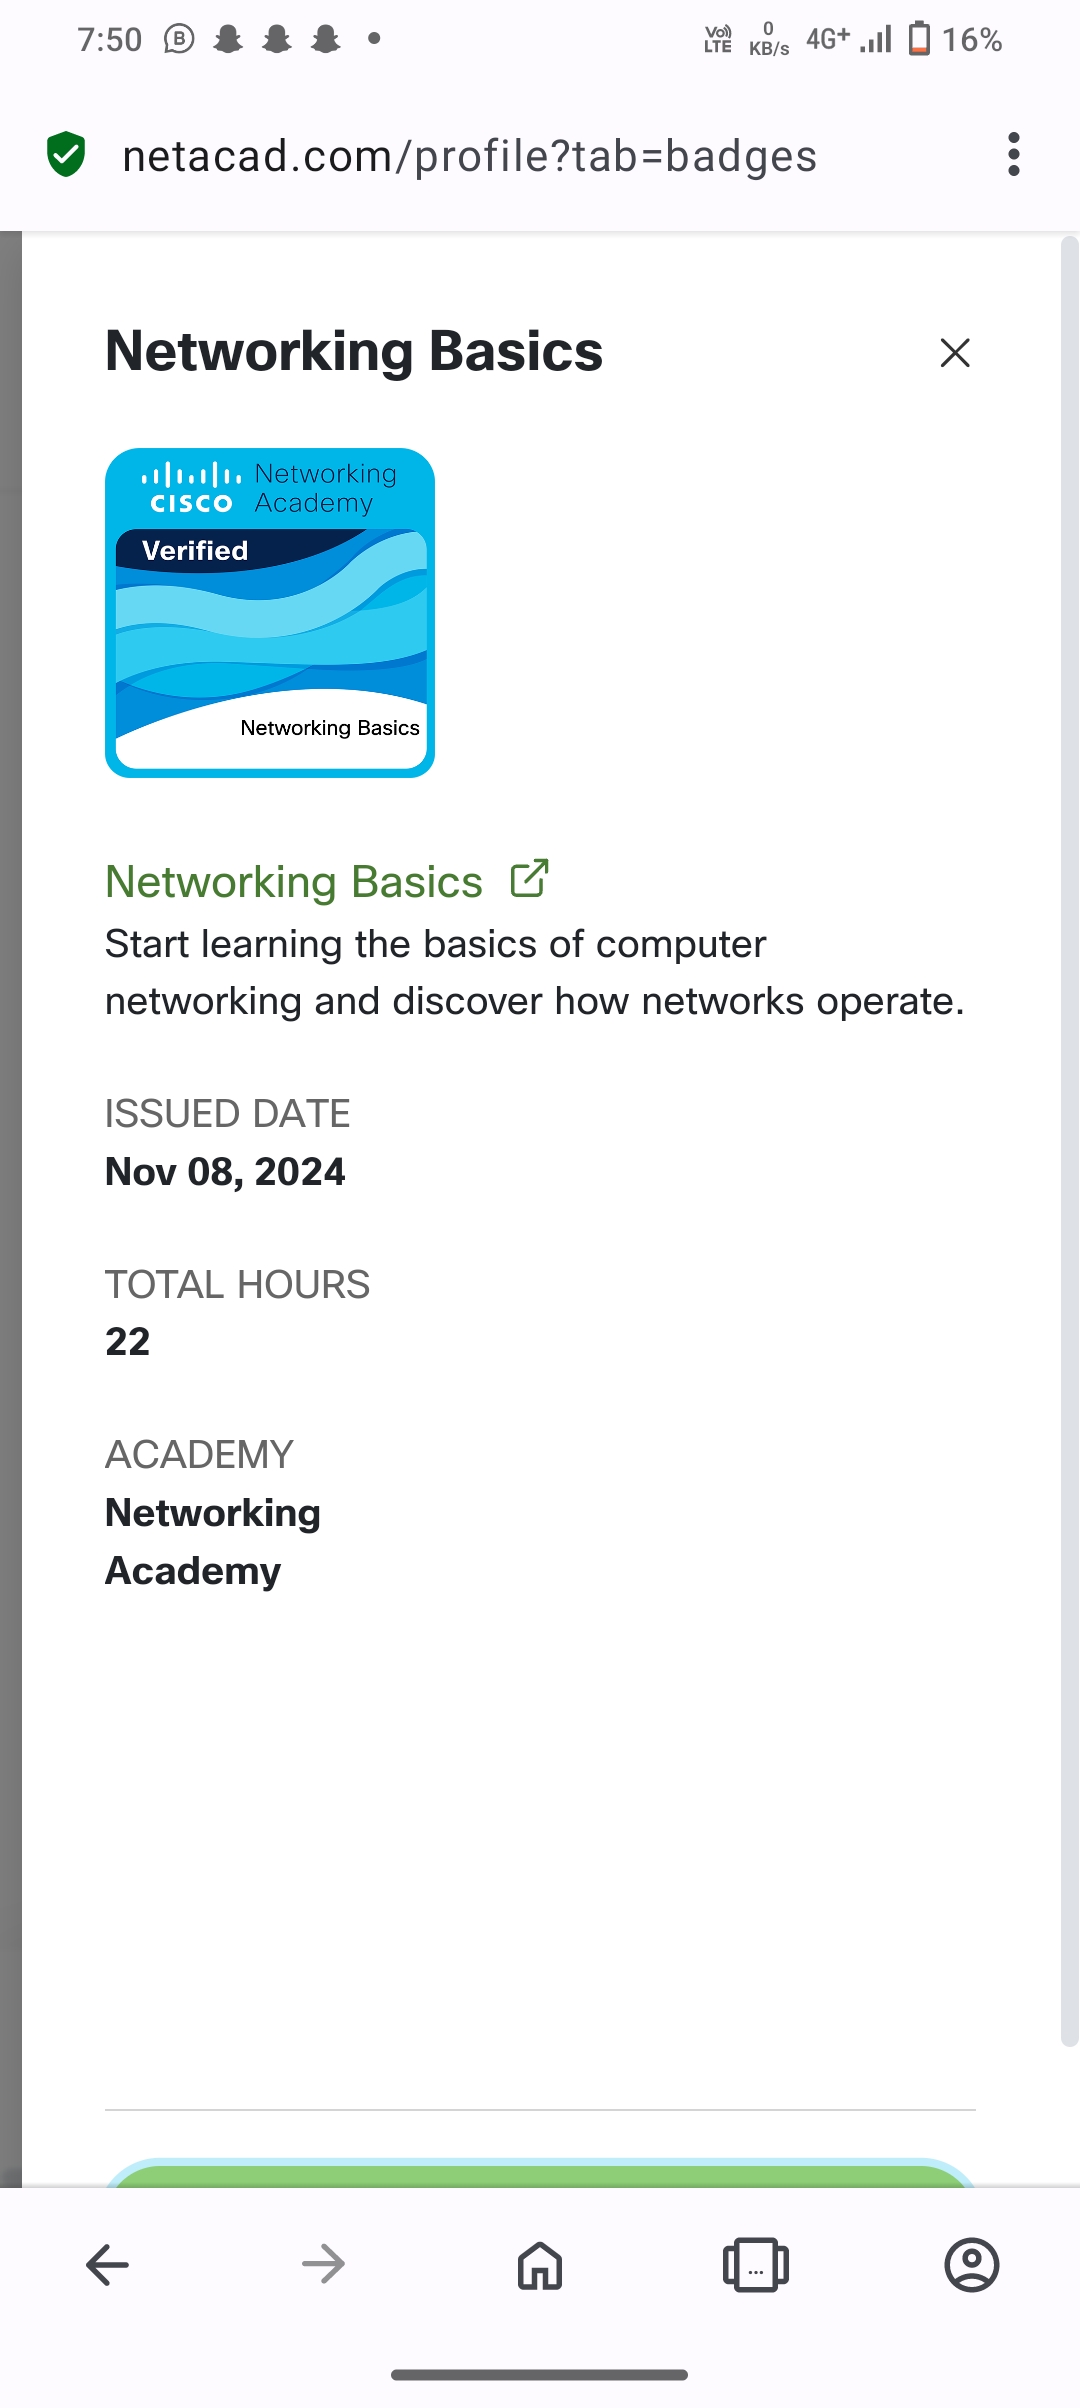 7:50
Vo)) LTE
0 KB/s
4G+
16%
netacad.com/profile?tab=badges
Networking Basics
CISCO
Networking
Academy
Verified
Networking Basics
Networking Basics
Start learning the basics of computer
networking and discover how networks operate.
ISSUED DATE
Nov 08, 2024
TOTAL HOURS
22
ACADEMY
Networking
Academy